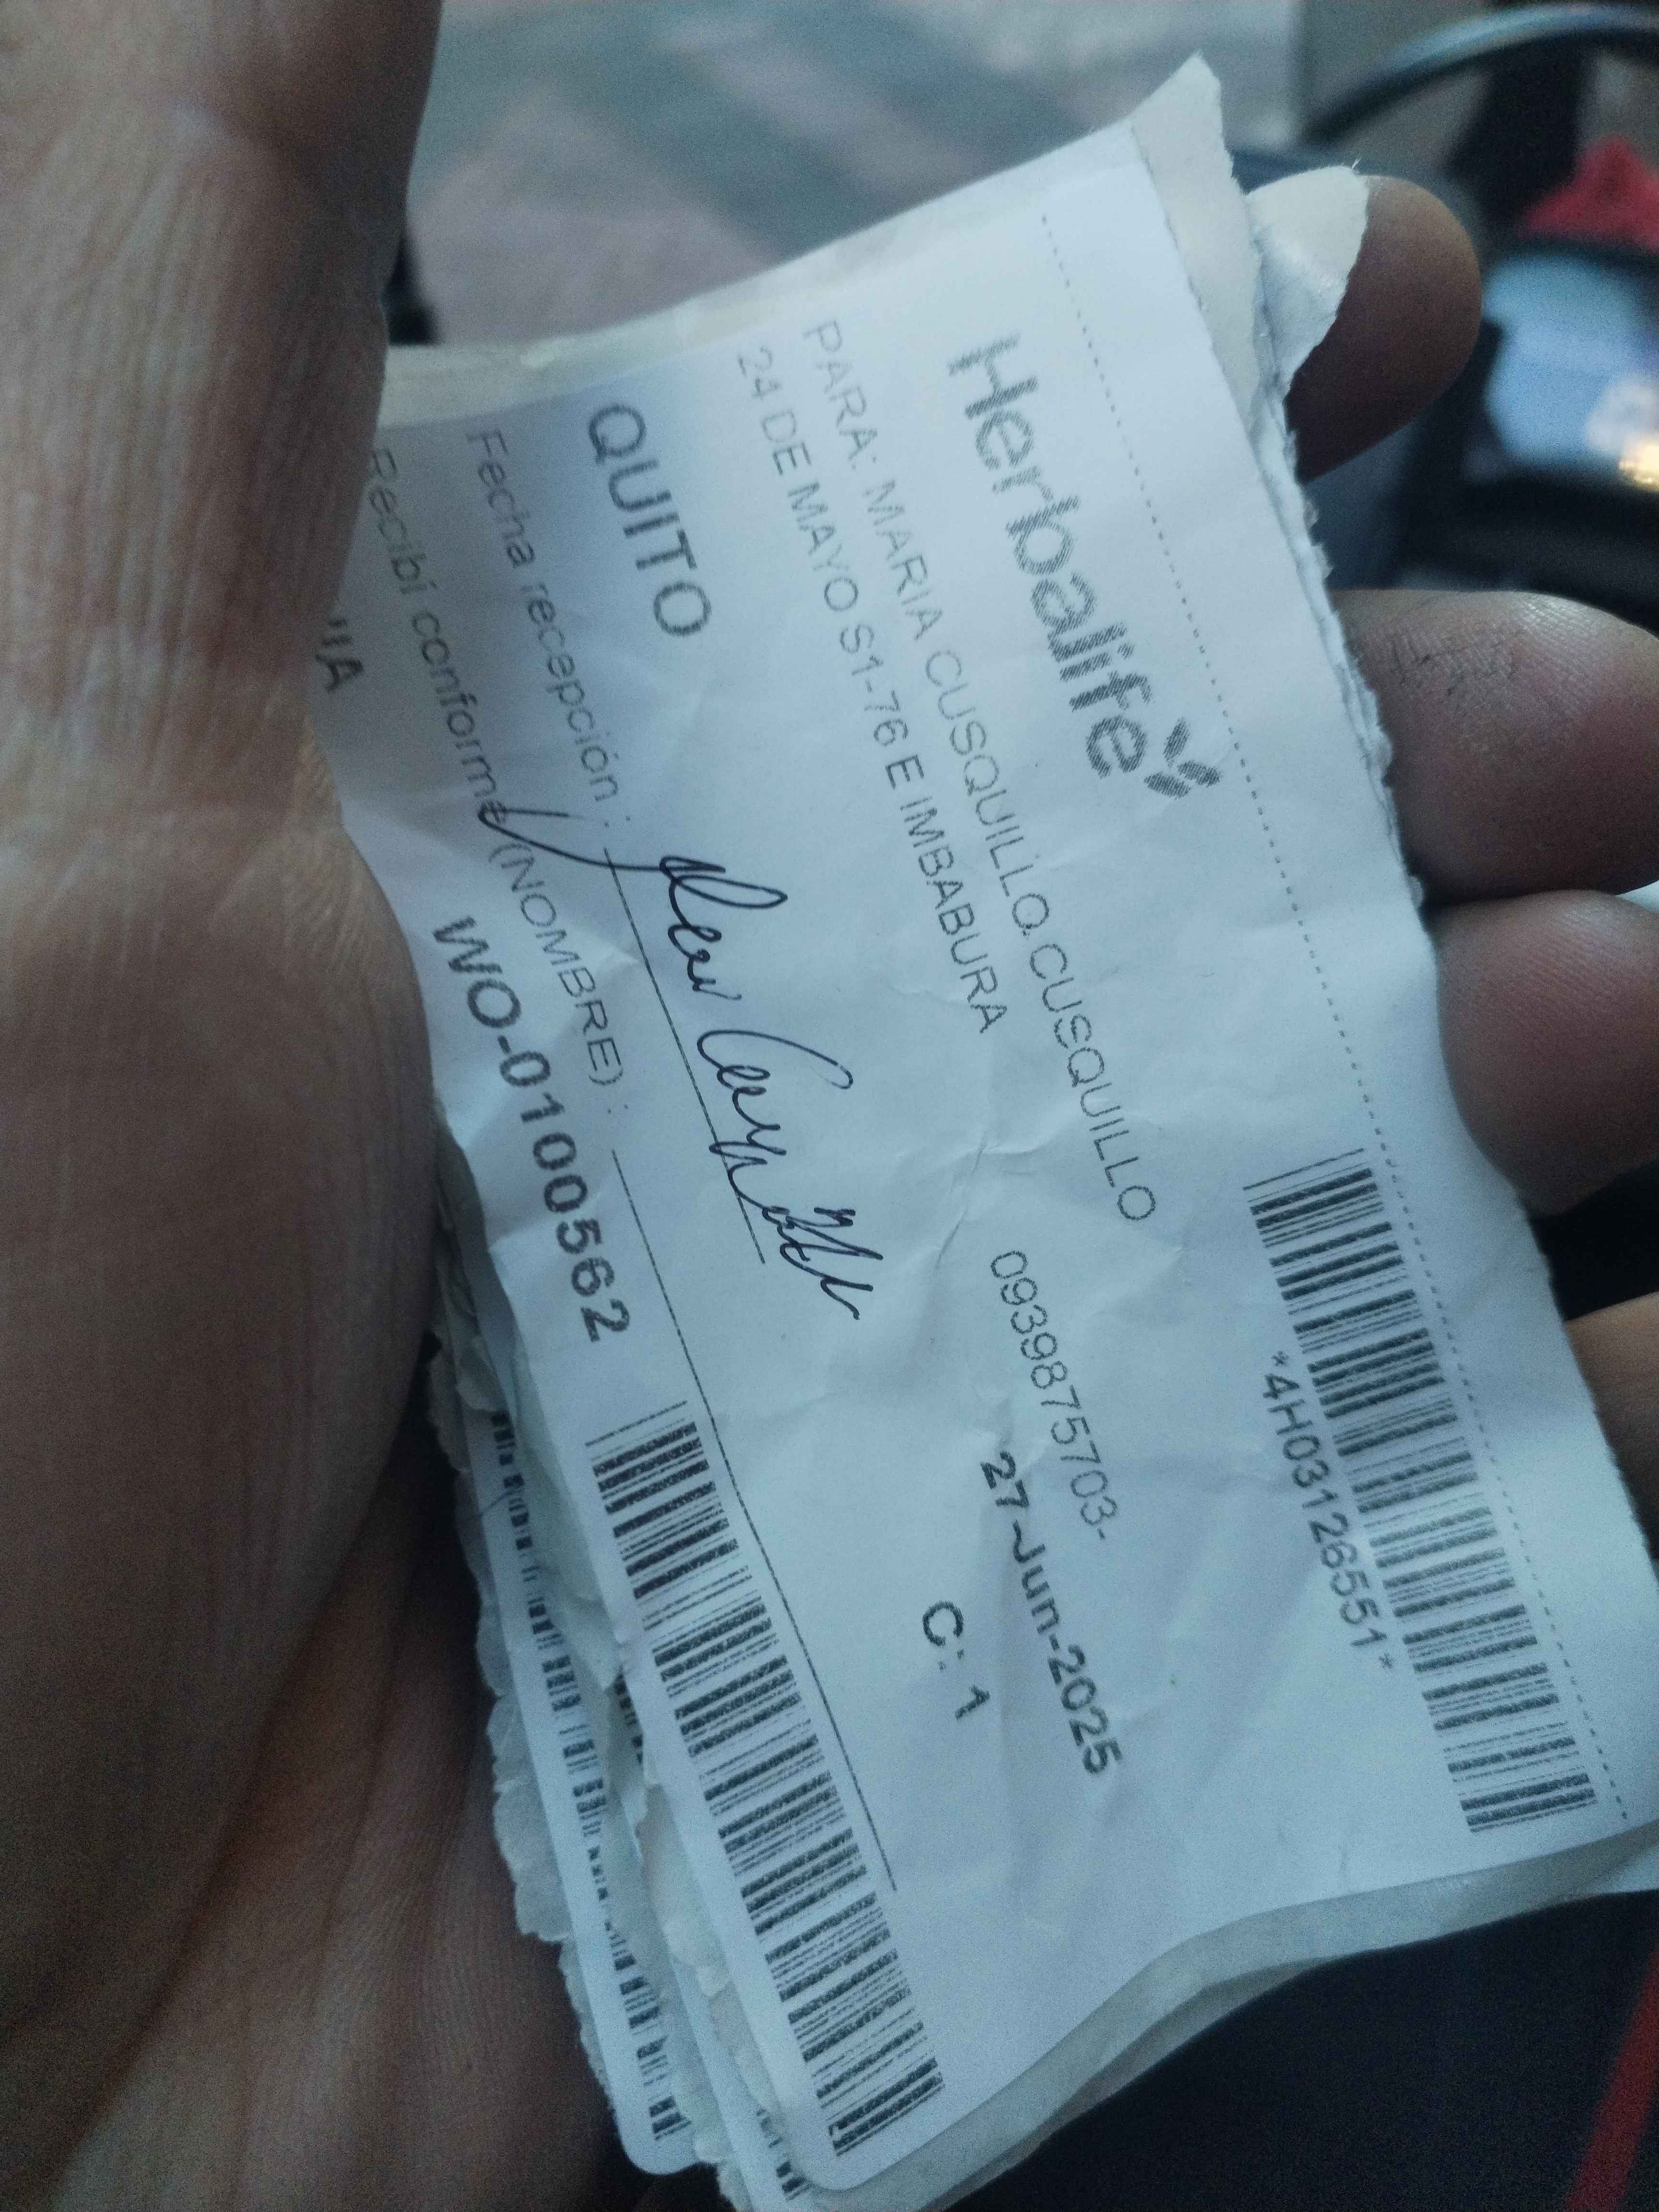 Herbalife
*4H03126551*
PARA: MARIA CUSQUILLO CUSQUILLO
24 DE MAYO S1-76 E IMBABURA
0939875703-
27-Jun-2025
QUITO
C: 1
Fecha recepción :
Recibí conforme (NOMBRE) :
WO-0100562